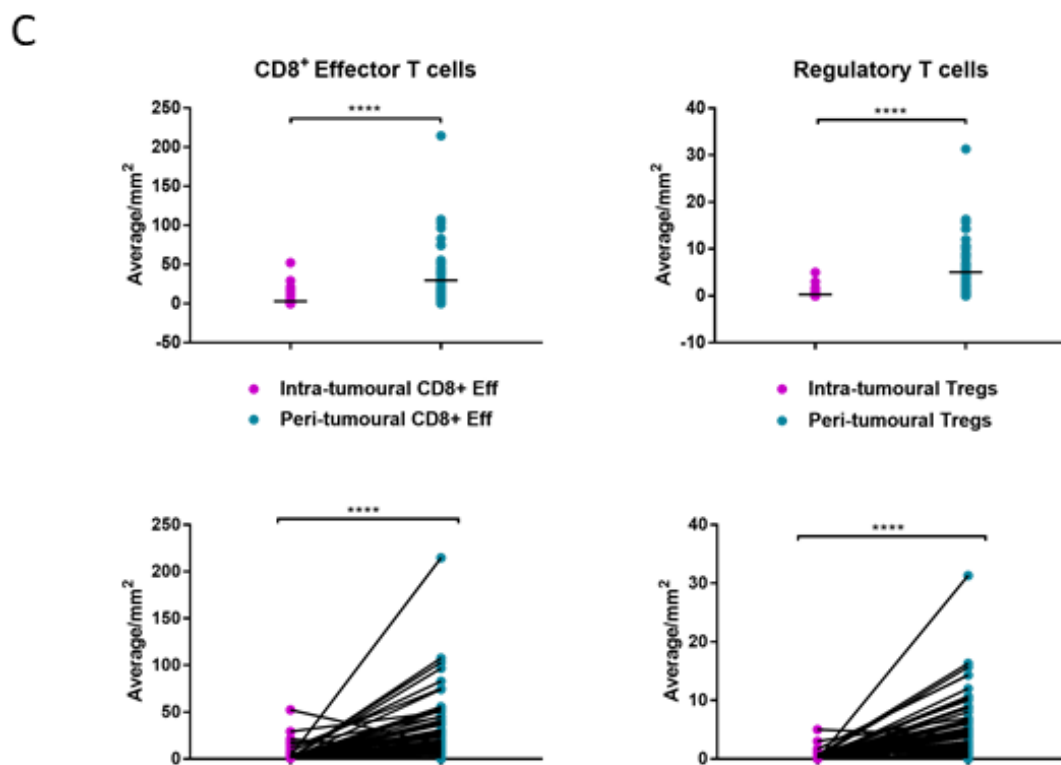 C
CD8⁺ Effector T cells
****
Average/mm²
250
200
150
100
50
0
-50
Intra-tumoural CD8+ Eff
Peri-tumoural CD8+ Eff
Regulatory T cells
****
Average/mm²
40
30
20
10
0
-10
Intra-tumoural Tregs
Peri-tumoural Tregs
****
Average/mm²
250
200
150
100
50
0
****
Average/mm²
40
30
20
10
0